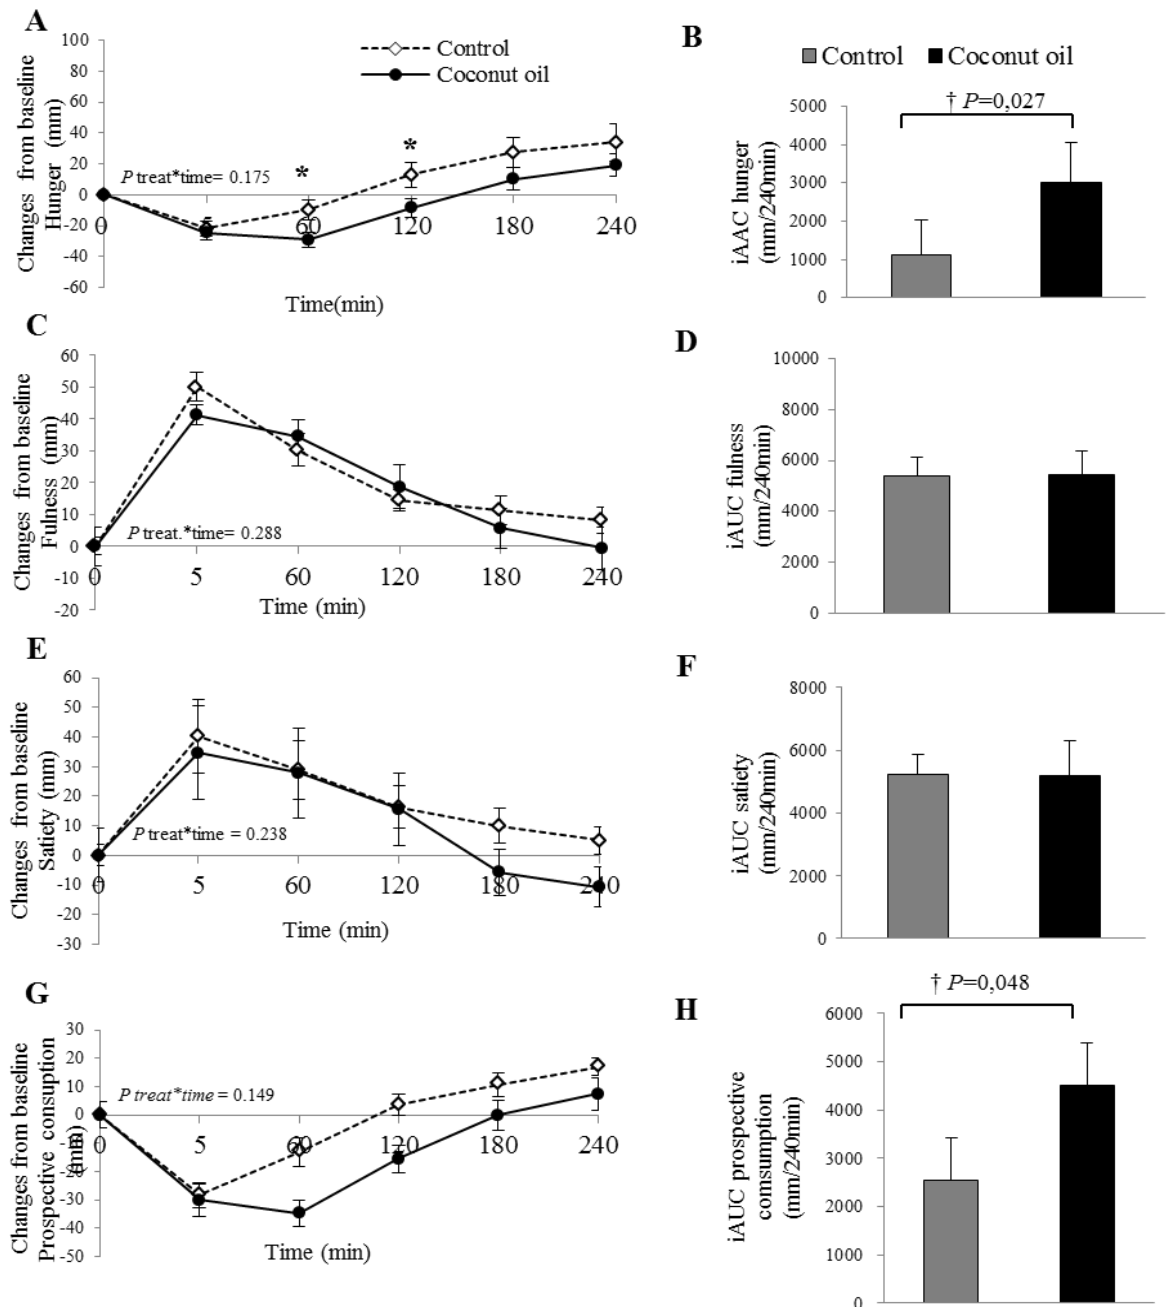 A
Changes from baseline
Hunger (mm)
100
80
60
40
20
0
-20
-40
-60
Control
Coconut oil
P treat*time= 0.175
*
*
0
60
120
180
240
Time(min)
B
Control
Coconut oil
† P=0,027
iAAC hunger
(mm/240min)
5000
4000
3000
2000
1000
0
C
Changes from baseline
Fulness (mm)
60
50
40
30
20
10
0
-10
-20
P treat.*time= 0.288
0
5
60
120
180
240
Time (min)
D
iAUC fulness
(mm/240min)
10000
8000
6000
4000
2000
0
E
Changes from baseline
Satiety (mm)
60
50
40
30
20
10
0
-10
-20
-30
P treat*time = 0.238
0
5
60
120
180
240
Time (min)
F
iAUC satiety
(mm/240min)
8000
6000
4000
2000
0
G
Changes from baseline
Prospective consuption
(mm)
30
20
10
0
-10
-20
-30
-40
-50
P treat*time = 0.149
0
5
60
120
180
240
Time (min)
H
† P=0,048
iAUC prospective
comsumption
(mm/240min)
6000
5000
4000
3000
2000
1000
0